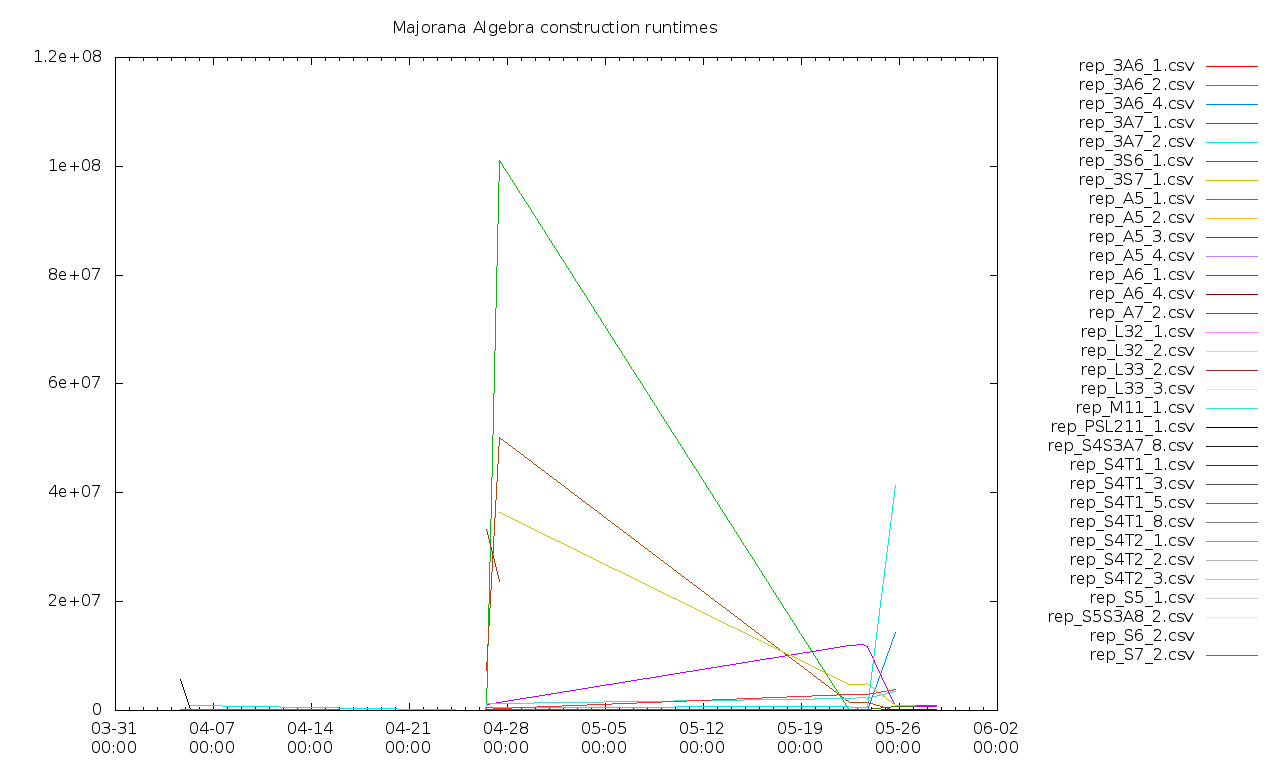 Majorana Algebra construction runtimes
1.2e+08
1e+08
8e+07
6e+07
4e+07
2e+07
0
03-31 04-07 04-14 04-21 04-28 05-05 05-12 05-19 05-26 06-02
00:00 00:00 00:00 00:00 00:00 00:00 00:00 00:00 00:00 00:00
rep_3A6_1.csv
rep_3A6_2.csv
rep_3A6_4.csv
rep_3A7_1.csv
rep_3A7_2.csv
rep_3S6_1.csv
rep_3S7_1.csv
rep_A5_1.csv
rep_A5_2.csv
rep_A5_3.csv
rep_A5_4.csv
rep_A6_1.csv
rep_A6_4.csv
rep_A7_2.csv
rep_L32_1.csv
rep_L32_2.csv
rep_L33_2.csv
rep_L33_3.csv
rep_M11_1.csv
rep_PSL211_1.csv
rep_S4S3A7_8.csv
rep_S4T1_1.csv
rep_S4T1_3.csv
rep_S4T1_5.csv
rep_S4T1_8.csv
rep_S4T2_1.csv
rep_S4T2_2.csv
rep_S4T2_3.csv
rep_S5_1.csv
rep_S5S3A8_2.csv
rep_S6_2.csv
rep_S7_2.csv